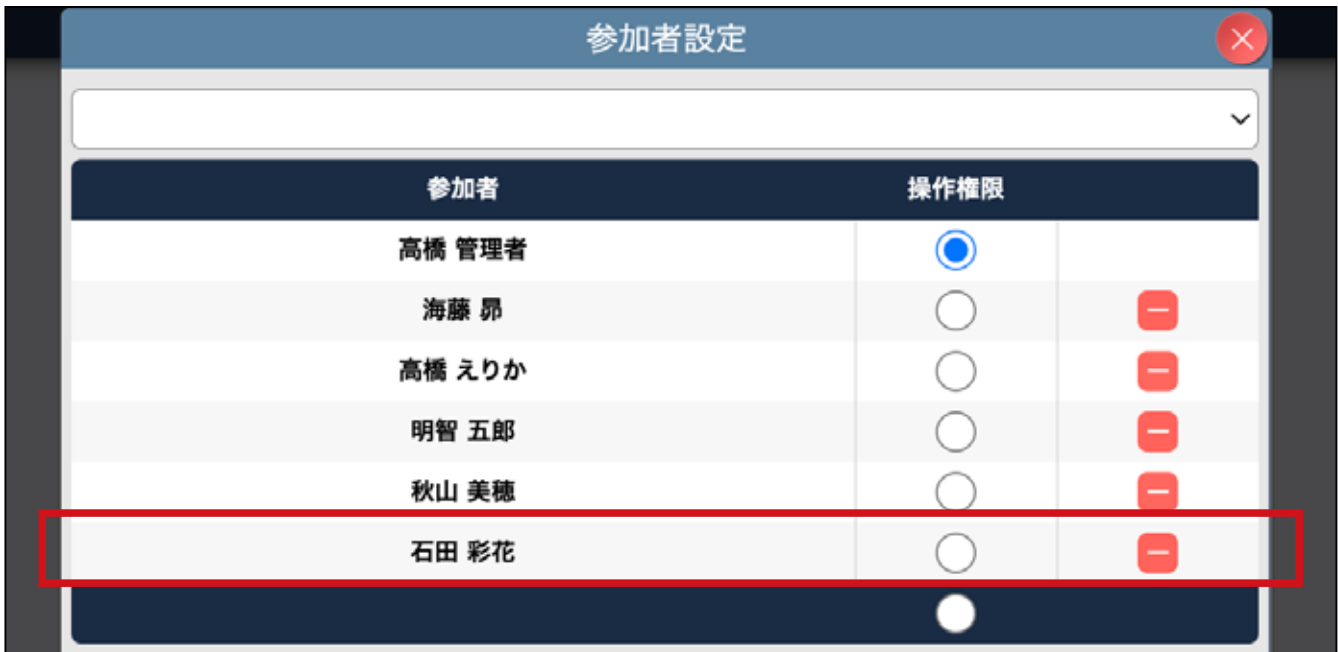 参加者設定
参加者 操作権限
高橋 管理者
海藤 昴
高橋 えりか
明智 五郎
秋山 美穂
石田 彩花